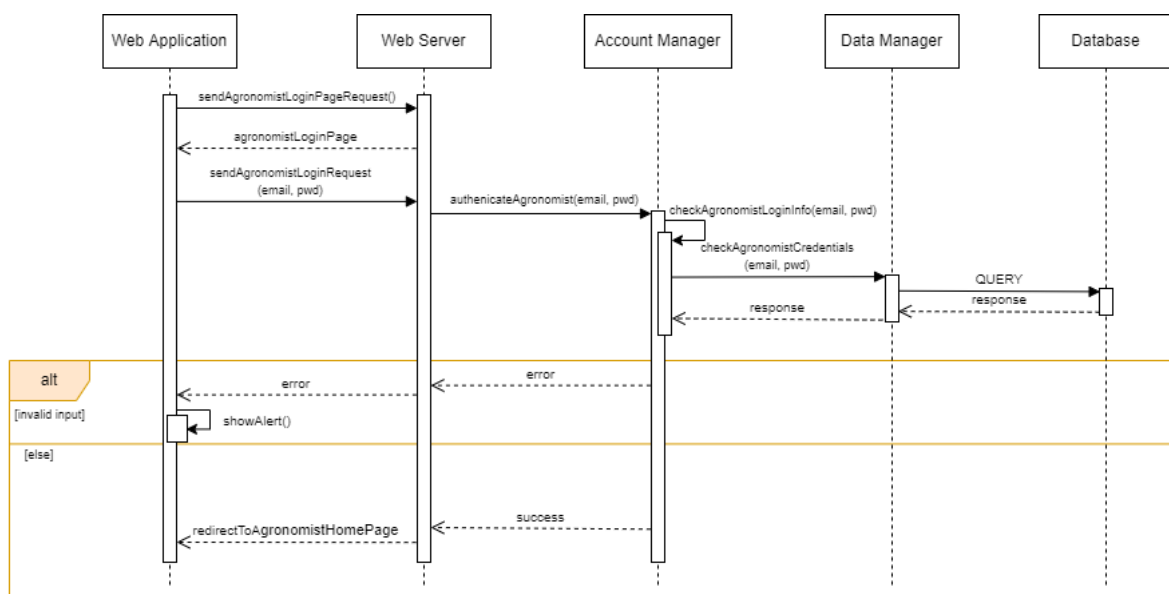 Web Application
Web Server
Account Manager
Data Manager
Database
sendAgronomistLoginPageRequest()
agronomistLoginPage
sendAgronomistLoginRequest
(email, pwd)
authenicateAgronomist(email, pwd)
checkAgronomistLoginInfo(email, pwd)
checkAgronomistCredentials
(email, pwd)
QUERY
response
response
alt
error
error
[invalid input]
showAlert()
[else]
success
redirectToAgronomistHomePage